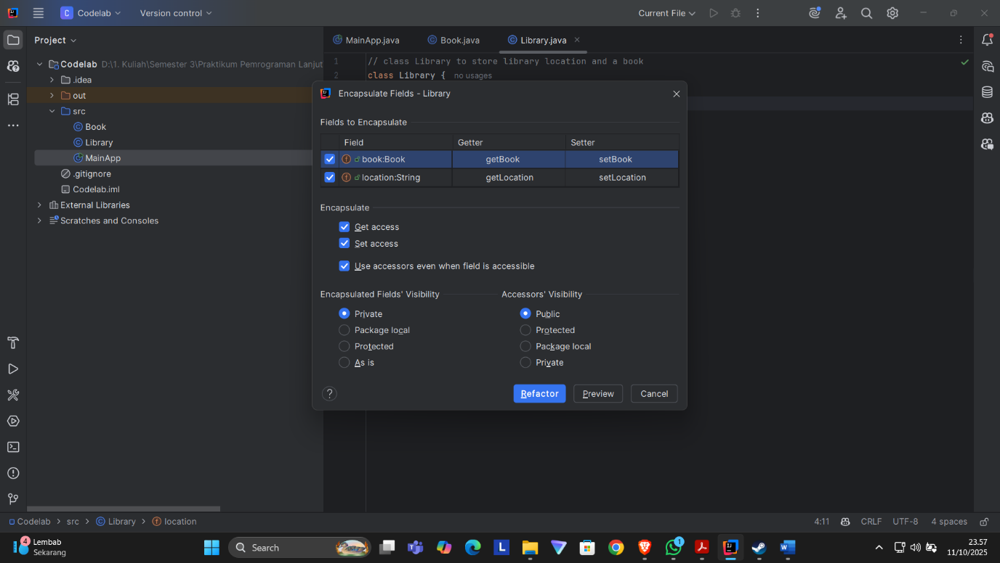 C Codelab Version control Current File
Project
MainApp.java Book.java Library.java
Codelab D:\1. Kuliah\Semester 3\Praktikum Pemrograman Lanjut
.idea
out
src
Book
Library
MainApp
.gitignore
Codelab.iml
External Libraries
Scratches and Consoles
1 // class Library to store library location and a book
2 class Library { no usages
Encapsulate Fields - Library
Fields to Encapsulate
Field Getter Setter
book:Book getBook setBook
location:String getLocation setLocation
Encapsulate
Get access
Set access
Use accessors even when field is accessible
Encapsulated Fields' Visibility Accessors' Visibility
Private Public
Package local Protected
Protected Package local
As is Private
? Refactor Preview Cancel
Codelab > src > Library > location 4:11 CRLF UTF-8 4 spaces
4 Lembab
Sekarang
Search
L
1
23.57
11/10/2025